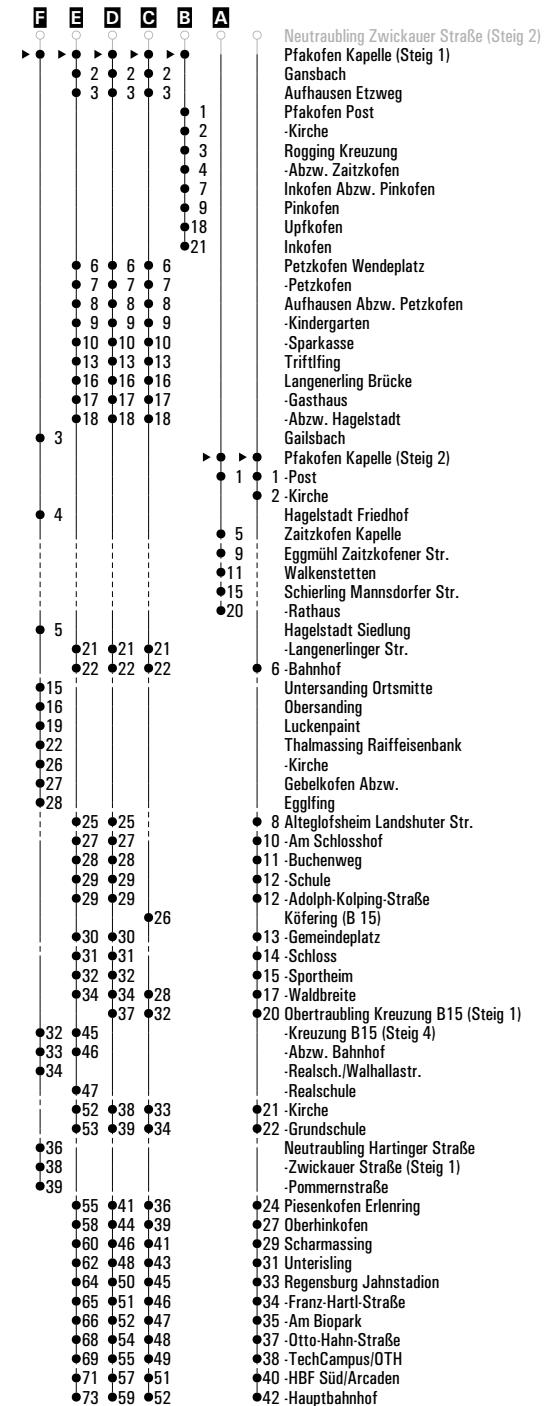 F E D C B A
Neutraubling Zwickauer Straße (Steig 2)
Pfakofen Kapelle (Steig 1)
2 2 2 Gansbach
3 3 3 Aufhausen Etzweg
1 Pfakofen Post
2 -Kirche
3 Rogging Kreuzung
4 -Abzw. Zaitzkofen
7 Inkofen Abzw. Pinkofen
9 Pinkofen
18 Upfkofen
21 Inkofen
6 6 6 Petzkofen Wendeplatz
7 7 7 -Petzkofen
8 8 8 Aufhausen Abzw. Petzkofen
9 9 9 -Kindergarten
10 10 10 -Sparkasse
13 13 13 Triftlfing
16 16 16 Langenerling Brücke
17 17 17 -Gasthaus
18 18 18 -Abzw. Hagelstadt
3 Gailsbach
Pfakofen Kapelle (Steig 2)
1 1 -Post
2 -Kirche
4 Hagelstadt Friedhof
5 Zaitzkofen Kapelle
9 Eggmühl Zaitzkofener Str.
11 Walkenstetten
15 Schierling Mannsdorfer Str.
20 -Rathaus
5 Hagelstadt Siedlung
21 21 21 -Langenerlinger Str.
22 22 22 6 -Bahnhof
15 Untersanding Ortsmitte
16 Obersanding
19 Luckenpaint
22 Thalmassing Raiffeisenbank
26 -Kirche
27 Gebelkofen Abzw.
28 Egglfing
25 25 8 Alteglofsheim Landshuter Str.
27 27 10 -Am Schlosshof
28 28 11 -Buchenweg
29 29 12 -Schule
29 29 12 -Adolph-Kolping-Straße
26 Köfering (B 15)
30 30 13 -Gemeindeplatz
31 31 14 -Schloss
32 32 15 -Sportheim
34 34 28 17 -Waldbreite
37 32 20 Obertraubling Kreuzung B15 (Steig 1)
32 45 -Kreuzung B15 (Steig 4)
33 46 -Abzw. Bahnhof
34 -Realsch./Walhallastr.
47 -Realschule
52 38 33 21 -Kirche
53 39 34 22 -Grundschule
36 Neutraubling Hartinger Straße
38 -Zwickauer Straße (Steig 1)
39 -Pommernstraße
55 41 36 24 Piesenkofen Erlenring
58 44 39 27 Oberhinkofen
60 46 41 29 Scharmassing
62 48 43 31 Unterisling
64 50 45 33 Regensburg Jahnstadion
65 51 46 34 -Franz-Hartl-Straße
66 52 47 35 -Am Biopark
68 54 48 37 -Otto-Hahn-Straße
69 55 49 38 -TechCampus/OTH
71 57 51 40 -HBF Süd/Arcaden
73 59 52 42 -Hauptbahnhof